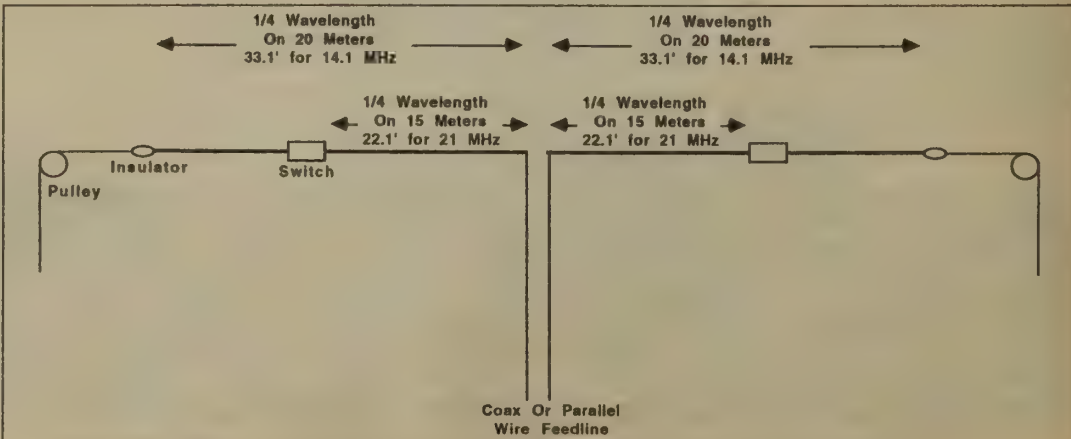 1/4 Wavelength
On 20 Meters
33.1' for 14.1 MHz
1/4 Wavelength
On 20 Meters
33.1' for 14.1 MHz
1/4 Wavelength
On 15 Meters
22.1' for 21 MHz
1/4 Wavelength
On 15 Meters
22.1' for 21 MHz
Insulator
Switch
Pulley
Coax Or Parallel
Wire Feedline